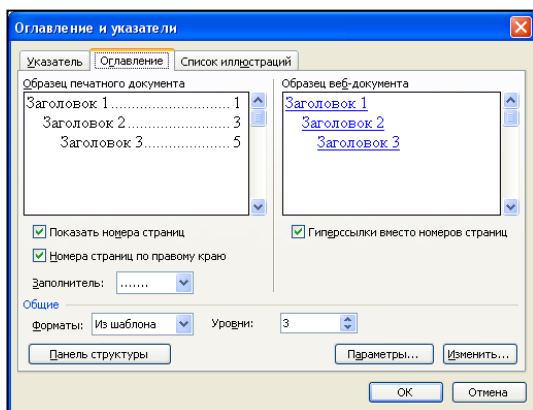 Оглавление и указатели
Указатель Оглавление Список иллюстраций
Образец печатного документа
Заголовок 1..................... 1
Заголовок 2................... 3
Заголовок 3............... 5
Образец веб-документа
Заголовок 1
Заголовок 2
Заголовок 3
Показать номера страниц
Номера страниц по правому краю
Заполнитель: .......
Гиперссылки вместо номеров страниц
Общие
Форматы: Из шаблона Уровни: 3
Панель структуры Параметры... Изменить...
ОК Отмена